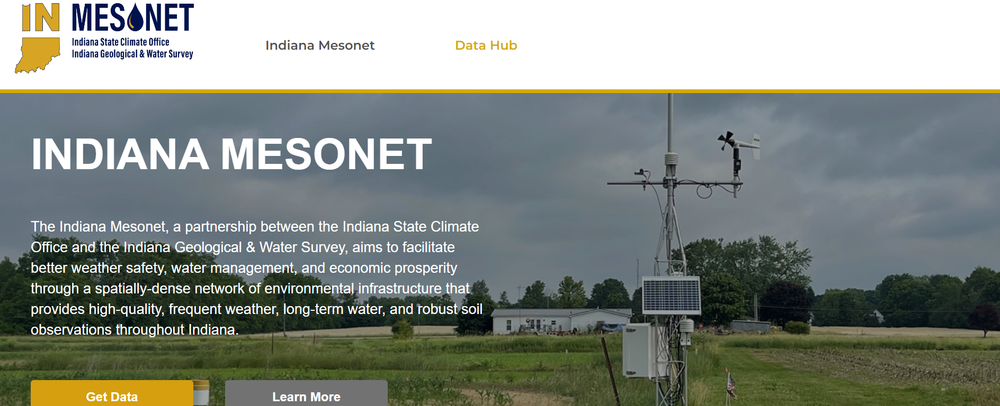 IN MESONET
Indiana State Climate Office
Indiana Geological & Water Survey
Indiana Mesonet
Data Hub
INDIANA MESONET
The Indiana Mesonet, a partnership between the Indiana State Climate
Office and the Indiana Geological & Water Survey, aims to facilitate
better weather safety, water management, and economic prosperity
through a spatially-dense network of environmental infrastructure that
provides high-quality, frequent weather, long-term water, and robust soil
observations throughout Indiana.
Get Data
Learn More